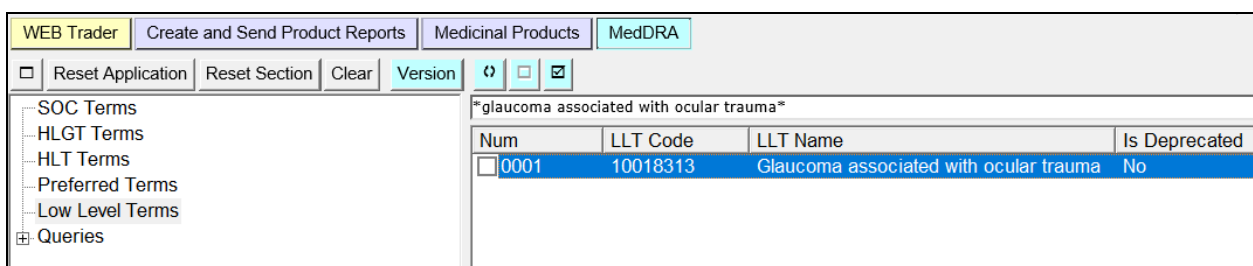 WEB Trader Create and Send Product Reports Medicinal Products MedDRA
Reset Application Reset Section Clear Version
SOC Terms
HLGT Terms
HLT Terms
Preferred Terms
Low Level Terms
Queries
*glaucoma associated with ocular trauma*
Num LLT Code LLT Name Is Deprecated
0001 10018313 Glaucoma associated with ocular trauma No